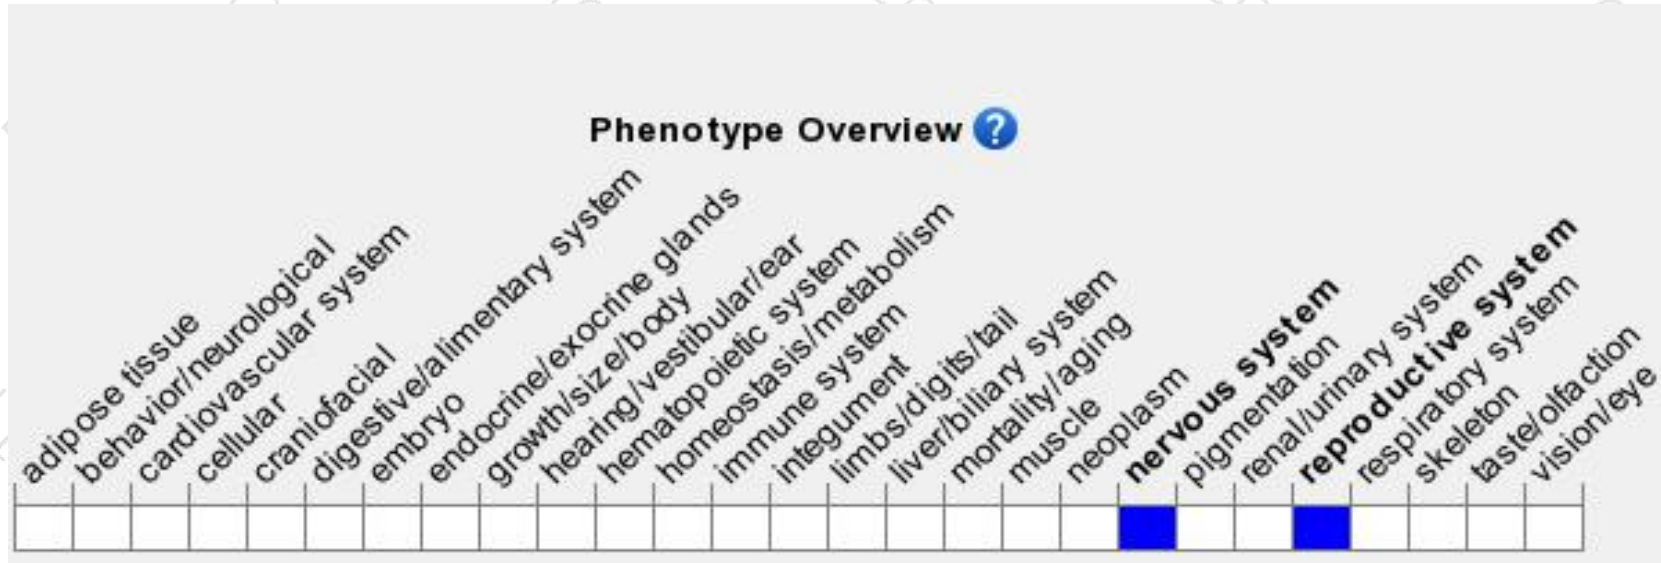 Phenotype Overview ?
adipose tissue
behavior/neurological
cardiovascular system
cellular
craniofacial
digestive/alimentary system
embryo
endocrine/exocrine glands
growth/size/body
hearing/vestibular/ear
hematopoietic system
homeostasis/metabolism
immune system
integument
limbs/digits/tail
liver/biliary system
mortality/aging
muscle
neoplasm
nervous system
pigmentation
renal/urinary system
reproductive system
respiratory system
skeleton
taste/olfaction
vision/eye